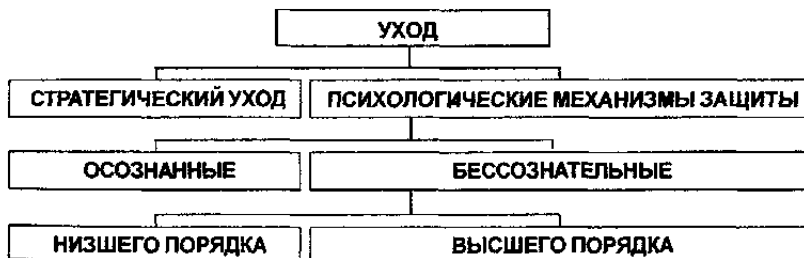 УХОД
СТРАТЕГИЧЕСКИЙ УХОД
ПСИХОЛОГИЧЕСКИЕ МЕХАНИЗМЫ ЗАЩИТЫ
ОСОЗНАННЫЕ
БЕССОЗНАТЕЛЬНЫЕ
НИЗШЕГО ПОРЯДКА
ВЫСШЕГО ПОРЯДКА